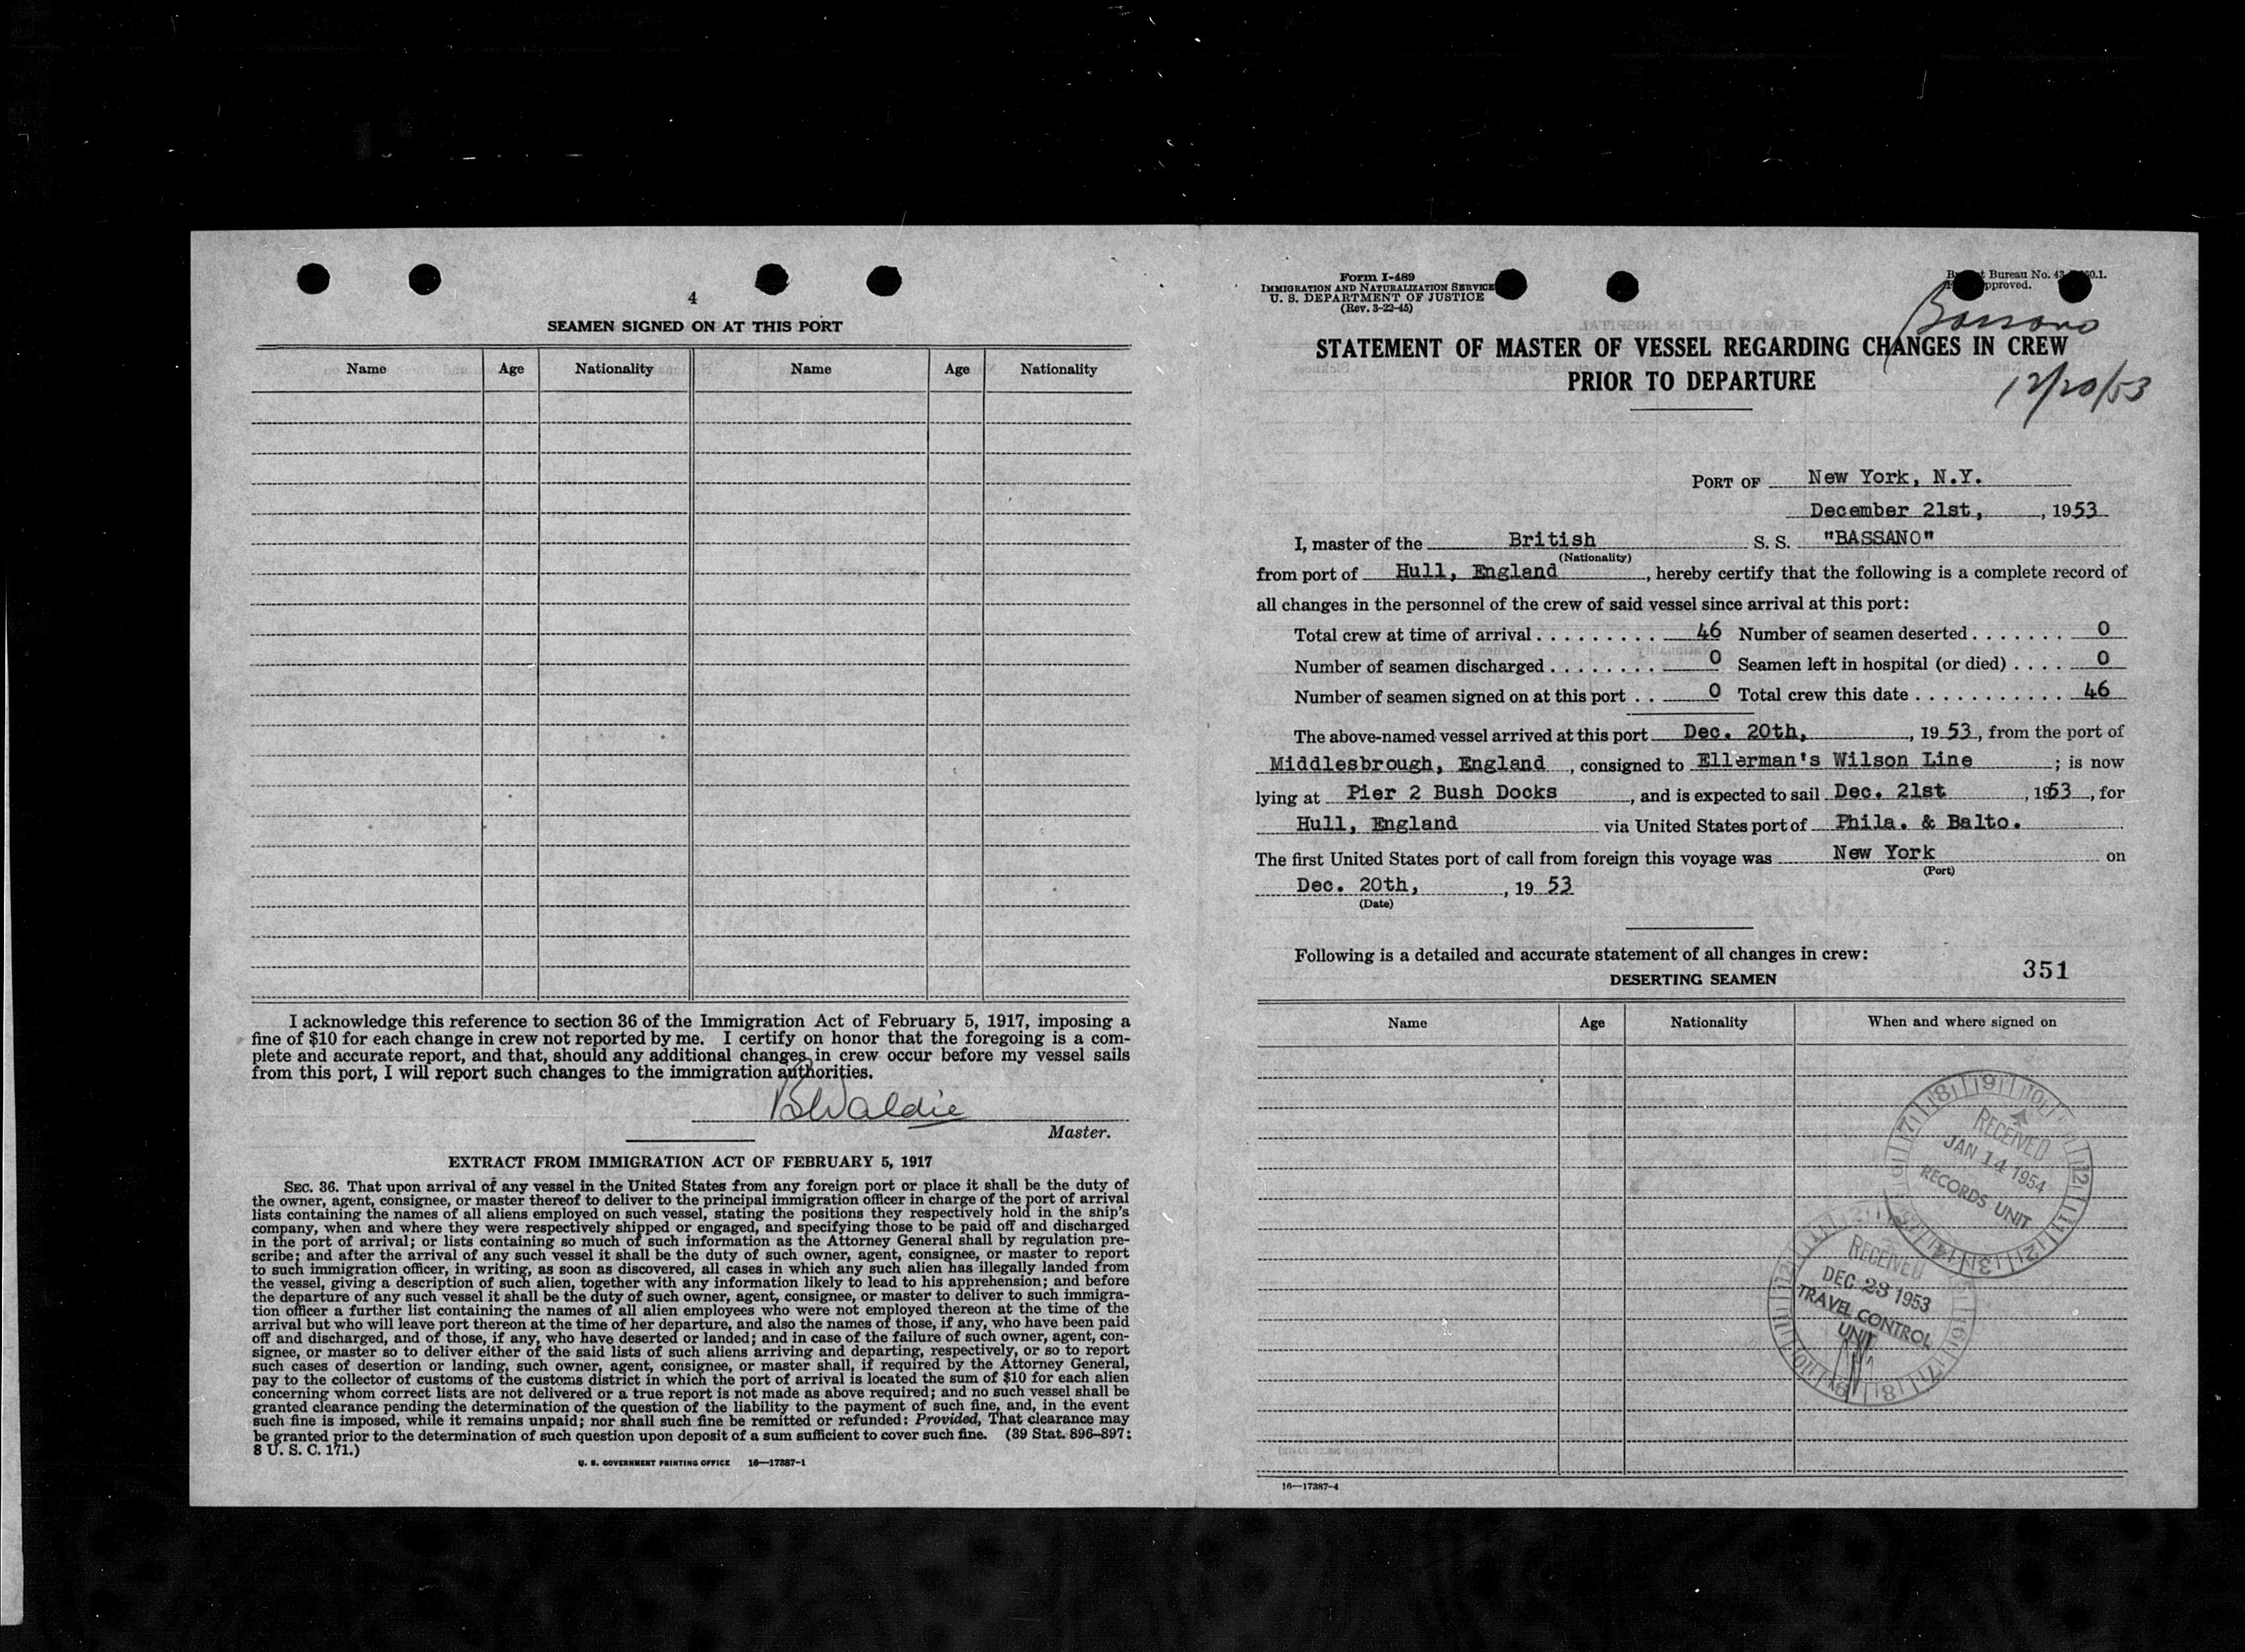 4
SEAMEN SIGNED ON AT THIS PORT
Name Age Nationality Name Age Nationality
I acknowledge this reference to section 36 of the Immigration Act of February 5, 1917, imposing a
fine of $10 for each change in crew not reported by me. I certify on honor that the foregoing is a com-
plete and accurate report, and that, should any additional changes in crew occur before my vessel sails
from this port, I will report such changes to the immigration authorities.
BWaldie
Master.
EXTRACT FROM IMMIGRATION ACT OF FEBRUARY 5, 1917
SEC. 36. That upon arrival of any vessel in the United States from any foreign port or place it shall be the duty of
the owner, agent, consignee, or master thereof to deliver to the principal immigration officer in charge of the port of arrival
lists containing the names of all aliens employed on such vessel, stating the positions they respectively hold in the ship's
company, when and where they were respectively shipped or engaged, and specifying those to be paid off and discharged
in the port of arrival; or lists containing so much of such information as the Attorney General shall by regulation pre-
scribe; and after the arrival of any such vessel it shall be the duty of such owner, agent, consignee, or master to report
to such immigration officer, in writing, as soon as discovered, all cases in which any such alien has illegally landed from
the vessel, giving a description of such alien, together with any information likely to lead to his apprehension; and before
the departure of any such vessel it shall be the duty of such owner, agent, consignee, or master to deliver to such immigra-
tion officer a further list containing the names of all alien employees who were not employed thereon at the time of the
arrival but who will leave port thereon at the time of her departure, and also the names of those, if any, who have been paid
off and discharged, and of those, if any, who have deserted or landed; and in case of the failure of such owner, agent, con-
signee, or master so to deliver either of the said lists of such aliens arriving and departing, respectively, or so to report
such cases of desertion or landing, such owner, agent, consignee, or master shall, if required by the Attorney General,
pay to the collector of customs of the customs district in which the port of arrival is located the sum of $10 for each alien
concerning whom correct lists are not delivered or a true report is not made as above required; and no such vessel shall be
granted clearance pending the determination of the question of the liability to the payment of such fine, and, in the event
such fine is imposed, while it remains unpaid; nor shall such fine be remitted or refunded: Provided, That clearance may
be granted prior to the determination of such question upon deposit of a sum sufficient to cover such fine. (39 Stat. 896–897;
8 U. S. C. 171.)
U. S. GOVERNMENT PRINTING OFFICE 16—17387-1
Form I-489
IMMIGRATION AND NATURALIZATION SERVICE
U. S. DEPARTMENT OF JUSTICE
(Rev. 3-22-45)
Bureau No.
Bassano
STATEMENT OF MASTER OF VESSEL REGARDING CHANGES IN CREW
PRIOR TO DEPARTURE
12/20/53
PORT OF New York, N.Y.
December 21st, , 1953
I, master of the British S. S. "BASSANO"
(Nationality)
from port of Hull, England , hereby certify that the following is a complete record of
all changes in the personnel of the crew of said vessel since arrival at this port:
Total crew at time of arrival . . . . . . . . . 46 Number of seamen deserted . . . . . . . 0
Number of seamen discharged . . . . . . . . 0 Seamen left in hospital (or died) . . . . 0
Number of seamen signed on at this port . . 0 Total crew this date . . . . . . . . . . . 46
The above-named vessel arrived at this port Dec. 20th, , 19 53, from the port of
Middlesbrough, England , consigned to Ellerman's Wilson Line ; is now
lying at Pier 2 Bush Docks , and is expected to sail Dec. 21st , 1953 , for
Hull, England via United States port of Phila. & Balto.
The first United States port of call from foreign this voyage was New York on
(Port)
Dec. 20th, , 19 53
(Date)
Following is a detailed and accurate statement of all changes in crew:
351
DESERTING SEAMEN
Name Age Nationality When and where signed on
RECEIVED
JAN 14 1954
RECORDS UNIT
RECEIVED
DEC 23 1953
TRAVEL CONTROL
UNIT
16—17387-4